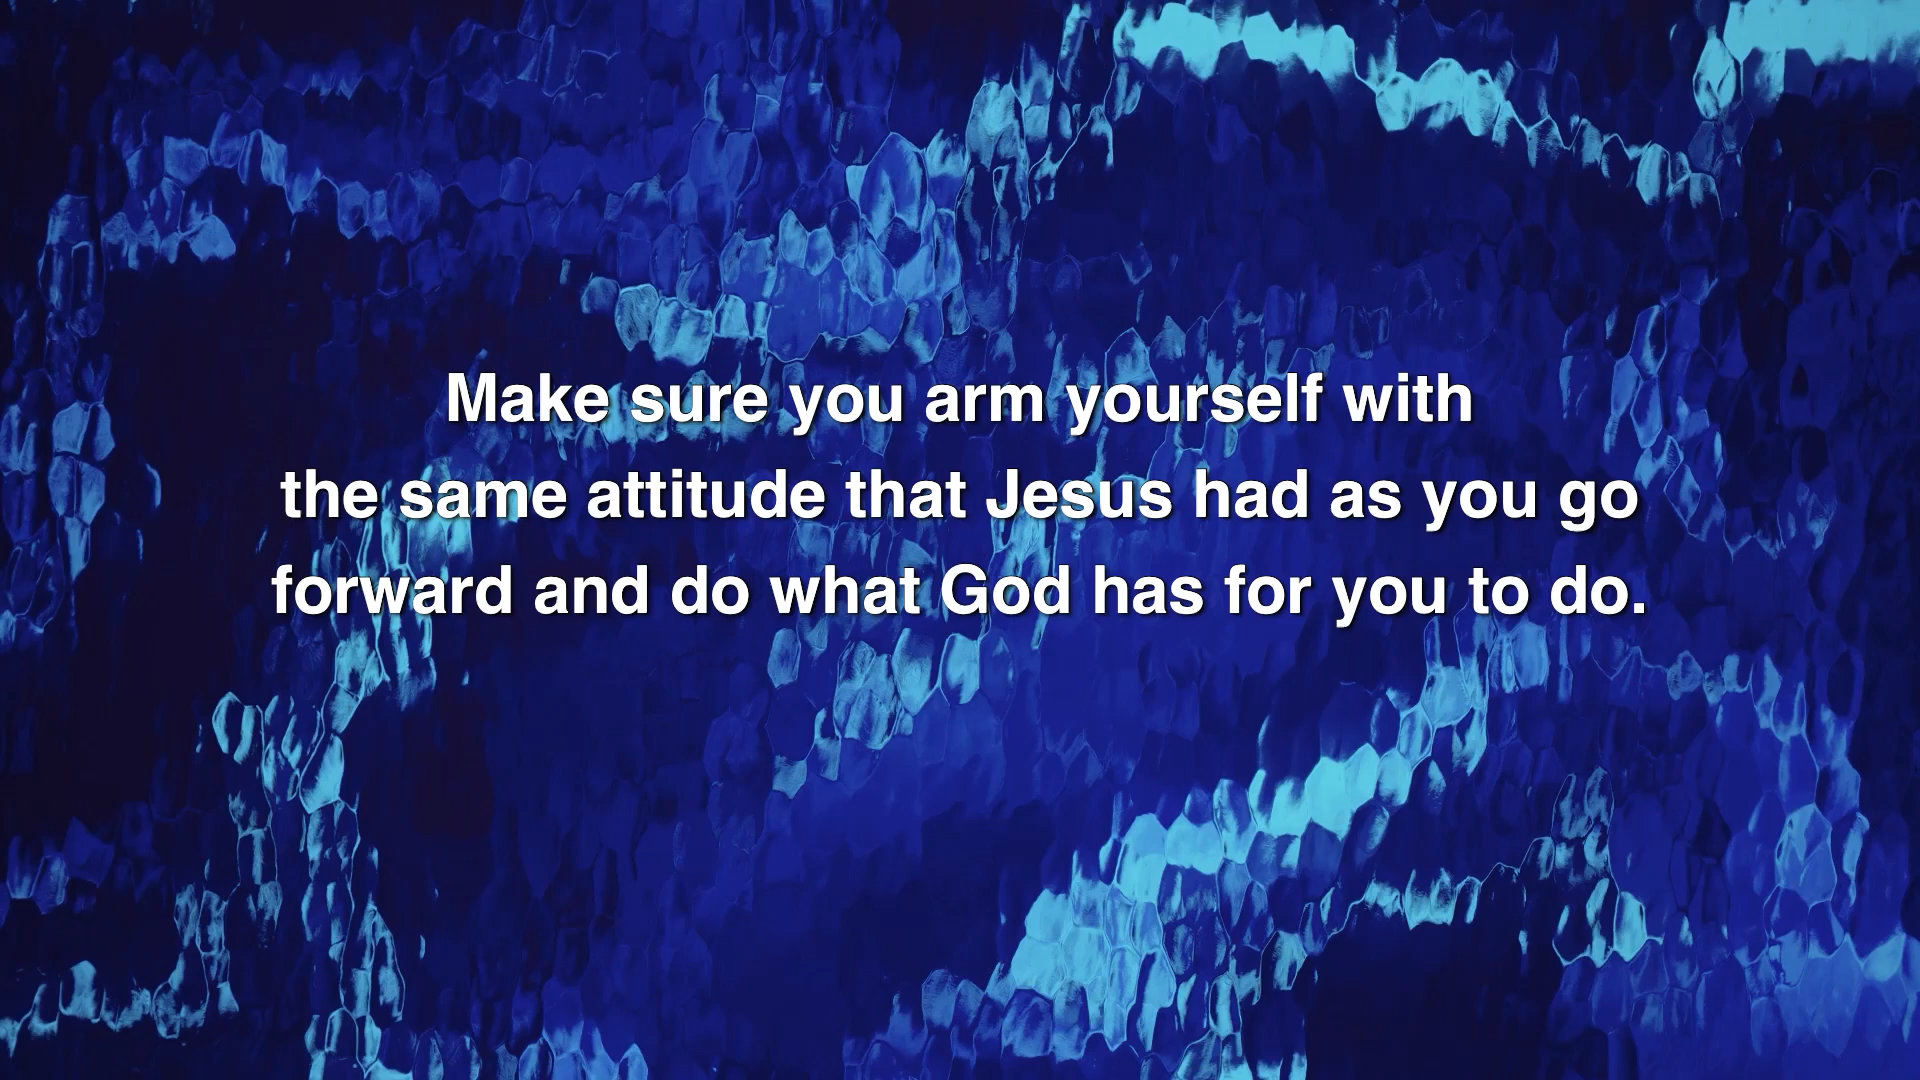 Make sure you arm yourself with
the same attitude that Jesus had as you go
forward and do what God has for you to do.